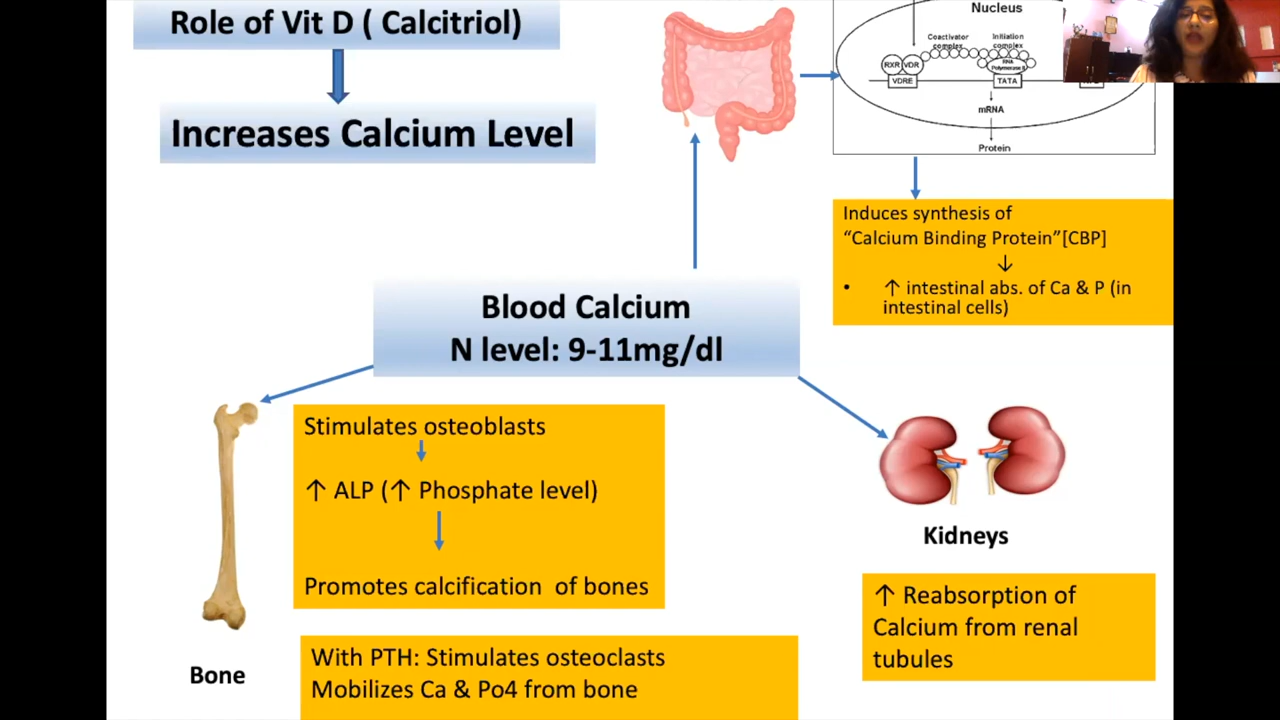 Role of Vit D ( Calcitriol)
Increases Calcium Level
Nucleus
Coactivator
complex
Initiation
complex
RXR
VDR
RNA
Polymerase II
VDRE
TATA
mRNA
Protein
Induces synthesis of
“Calcium Binding Protein”[CBP]
↓
• ↑ intestinal abs. of Ca & P (in
intestinal cells)
Blood Calcium
N level: 9-11mg/dl
Stimulates osteoblasts
↑ ALP (↑ Phosphate level)
Promotes calcification of bones
Bone
With PTH: Stimulates osteoclasts
Mobilizes Ca & Po4 from bone
Kidneys
↑ Reabsorption of
Calcium from renal
tubules